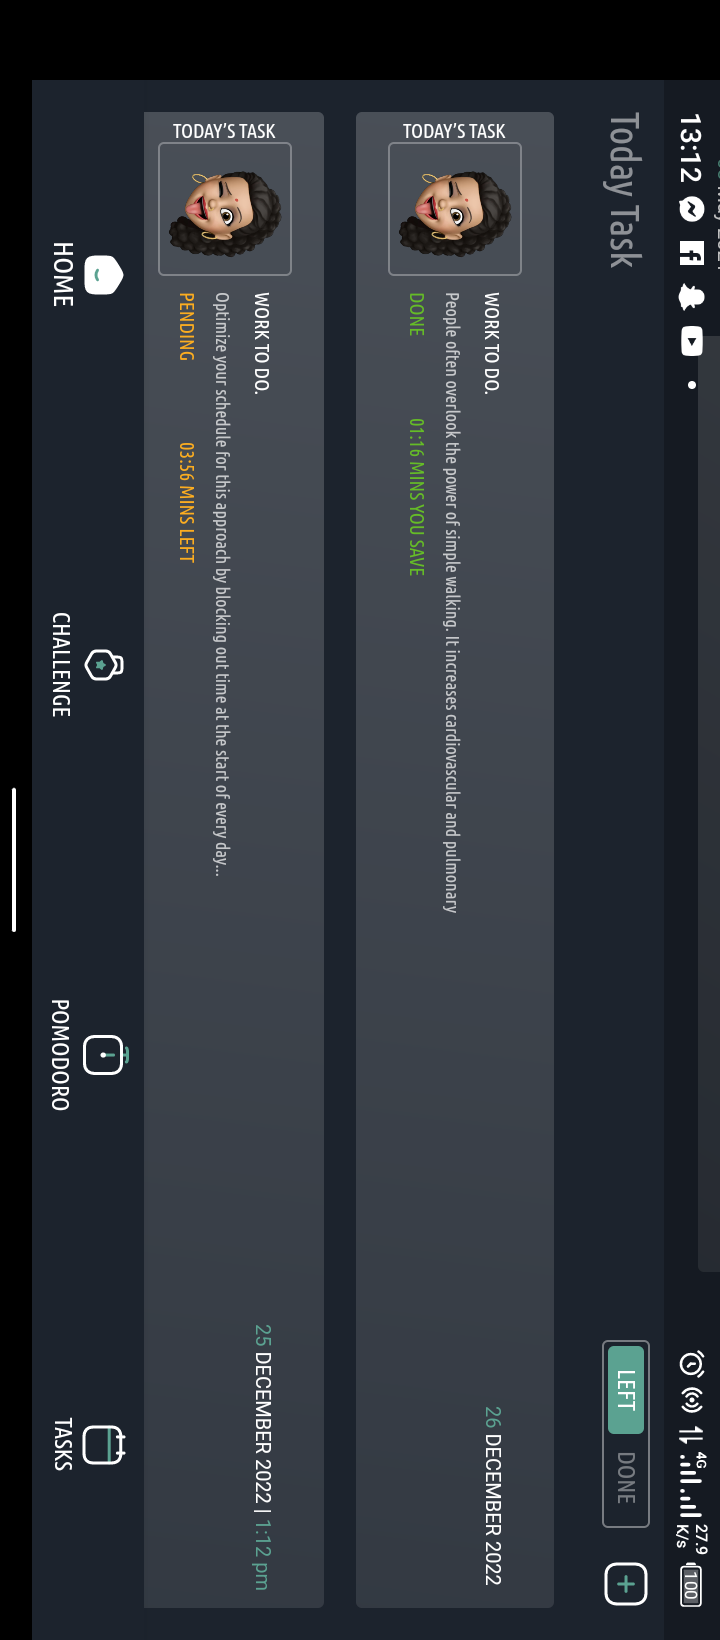 13:12
4G
27.9
K/s
100
Today Task
LEFT
DONE
TODAY'S TASK
WORK TO DO.
26 DECEMBER 2022
People often overlook the power of simple walking. It increases cardiovascular and pulmonary
DONE
01:16 MINS YOU SAVE
TODAY'S TASK
WORK TO DO.
25 DECEMBER 2022 | 1:12 pm
Optimize your schedule for this approach by blocking out time at the start of every day...
PENDING
03:56 MINS LEFT
HOME
CHALLENGE
POMODORO
TASKS